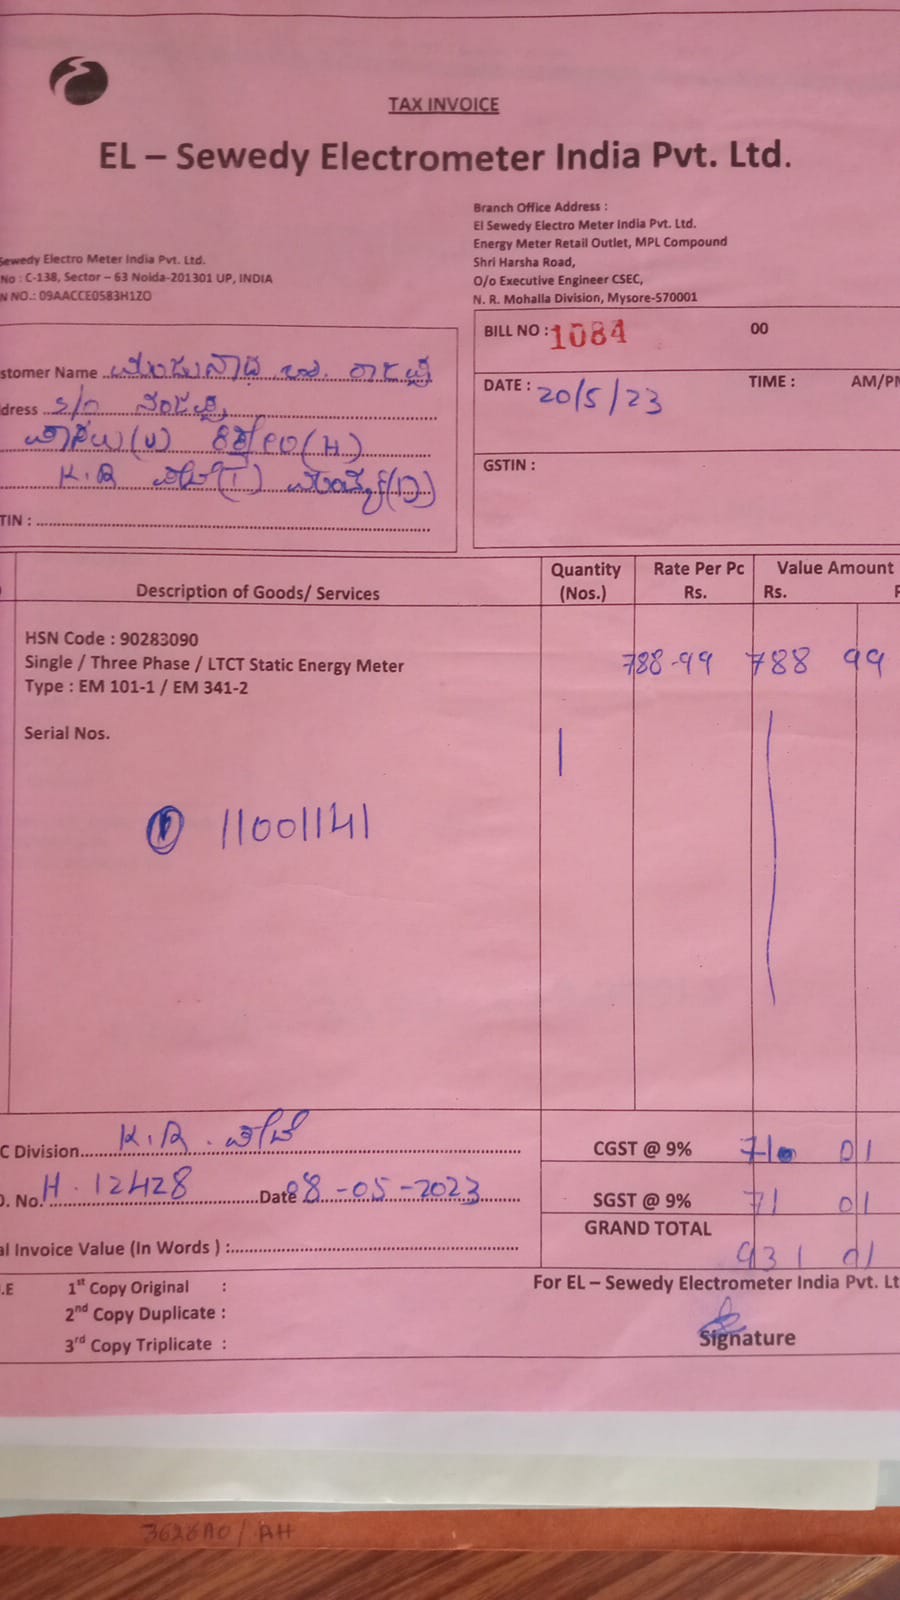 TAX INVOICE
EL – Sewedy Electrometer India Pvt. Ltd.
Sewedy Electro Meter India Pvt. Ltd.
No : C-138, Sector – 63 Noida-201301 UP, INDIA
N NO.: 09AACCE0583H1ZO
Branch Office Address :
El Sewedy Electro Meter India Pvt. Ltd.
Energy Meter Retail Outlet, MPL Compound
Shri Harsha Road,
O/o Executive Engineer CSEC,
N. R. Mohalla Division, Mysore-570001
stomer Name
dress S/o
K.R (T) (D)
TIN :
BILL NO : 1084 00
DATE : 20/5/23 TIME : AM/PM
GSTIN :
Description of Goods/ Services Quantity (Nos.) Rate Per Pc Rs. Value Amount Rs.
HSN Code : 90283090
Single / Three Phase / LTCT Static Energy Meter 788-99 788 99
Type : EM 101-1 / EM 341-2
Serial Nos. 1
① 11001141
C Division K.R. ಪೇಟೆ CGST @ 9% 71 01
O. No. H. 12428 Date 08-05-2023 SGST @ 9% 71 01
al Invoice Value (In Words ) : GRAND TOTAL 931 01
.E 1st Copy Original :
2nd Copy Duplicate :
3rd Copy Triplicate :
For EL – Sewedy Electrometer India Pvt. Lt
Signature